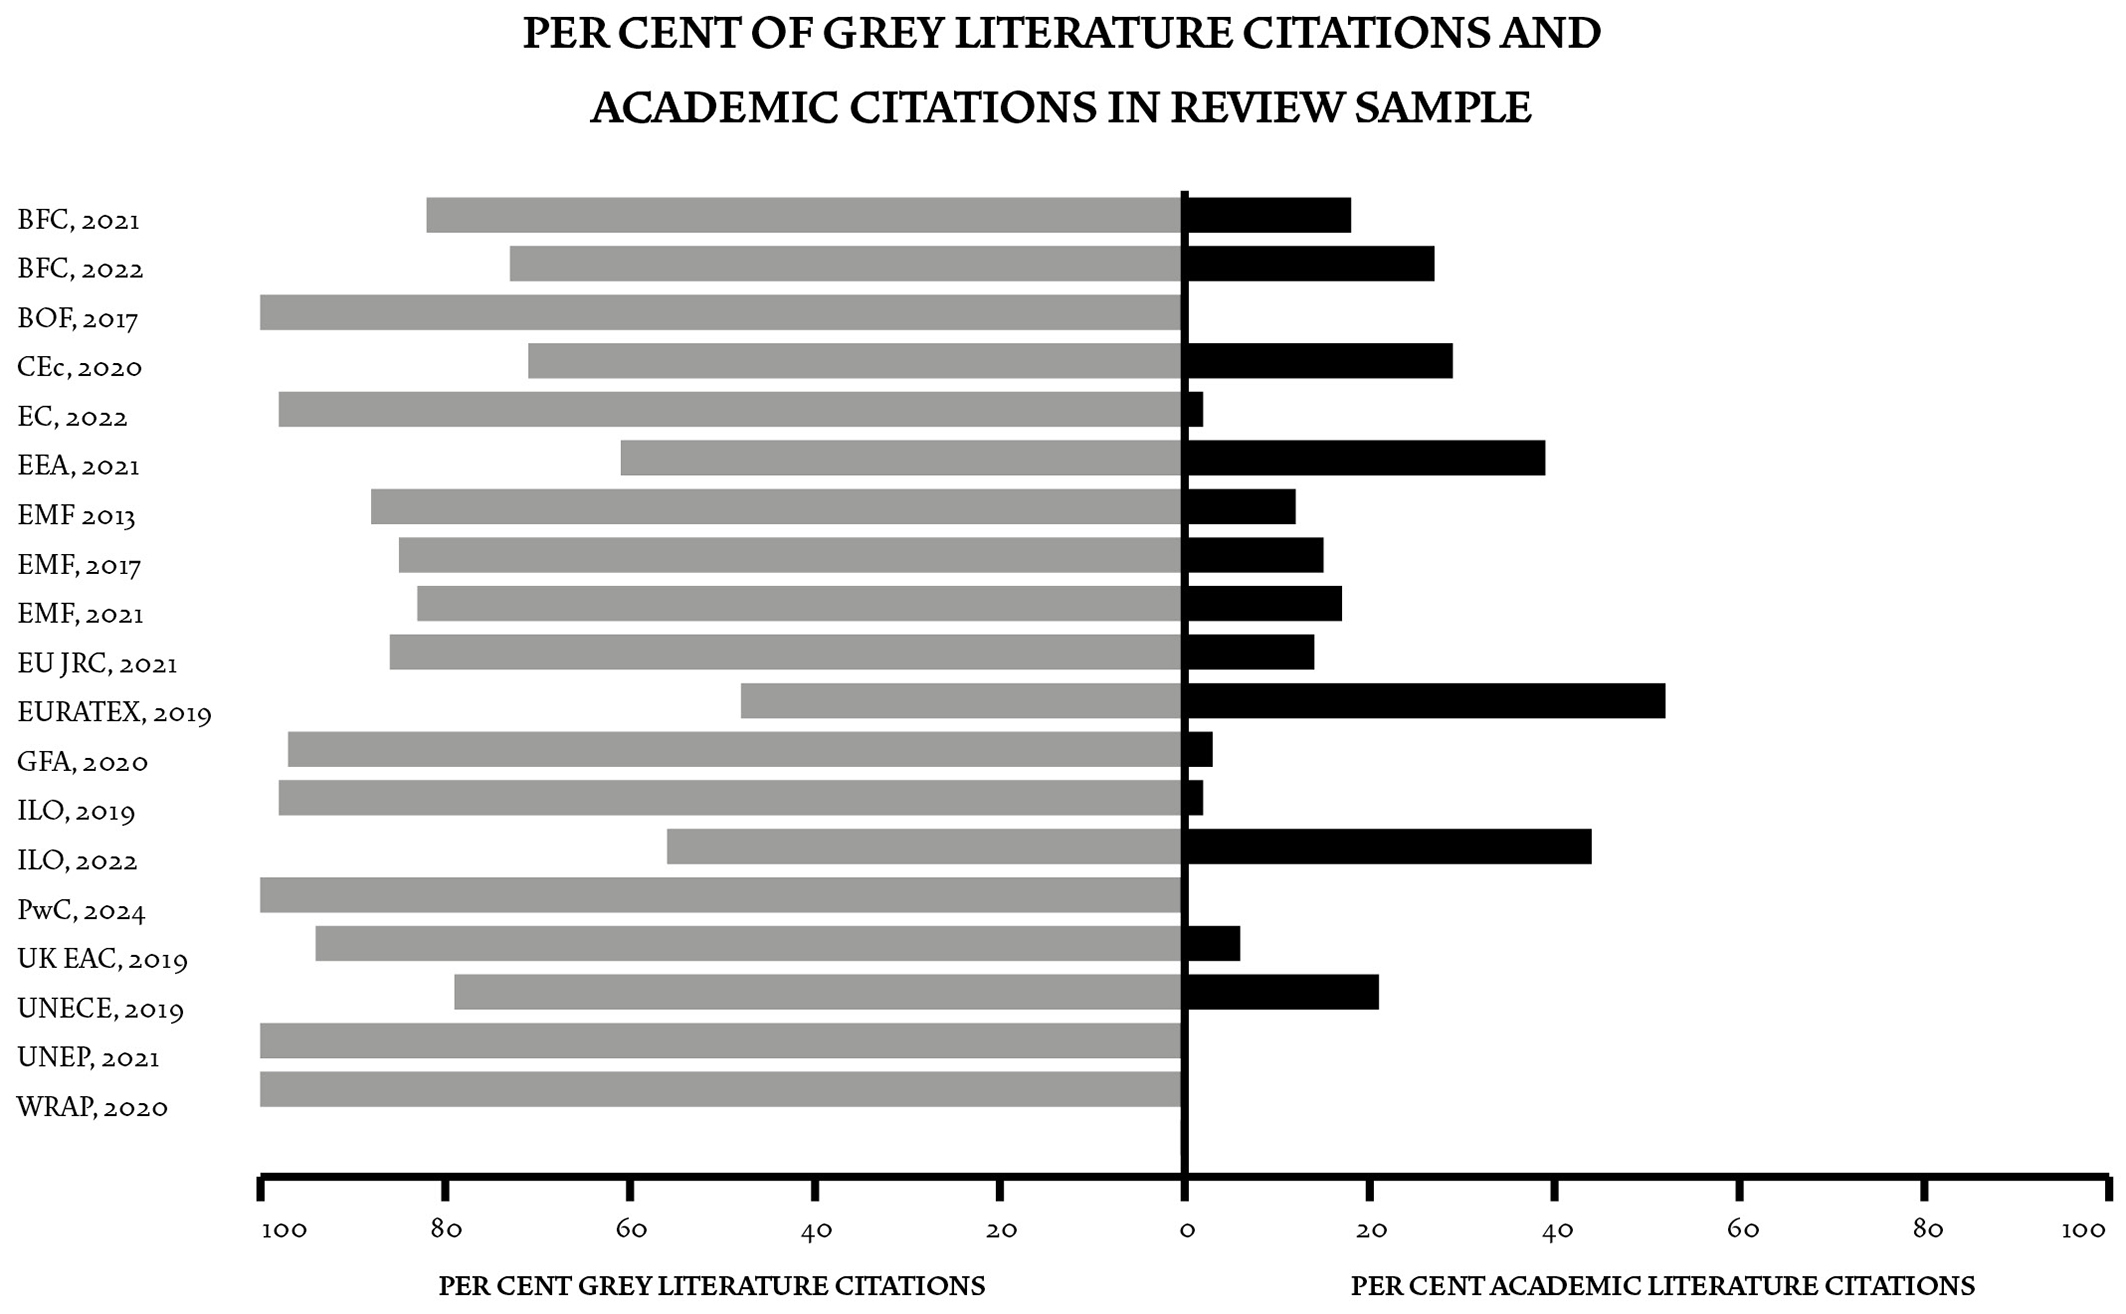 PER CENT OF GREY LITERATURE CITATIONS AND
ACADEMIC CITATIONS IN REVIEW SAMPLE
BFC, 2021
BFC, 2022
BOF, 2017
CEc, 2020
EC, 2022
EEA, 2021
EMF 2013
EMF, 2017
EMF, 2021
EU JRC, 2021
EURATEX, 2019
GFA, 2020
ILO, 2019
ILO, 2022
PwC, 2024
UK EAC, 2019
UNECE, 2019
UNEP, 2021
WRAP, 2020
100 80 60 40 20 0 20 40 60 80 100
PER CENT GREY LITERATURE CITATIONS PER CENT ACADEMIC LITERATURE CITATIONS